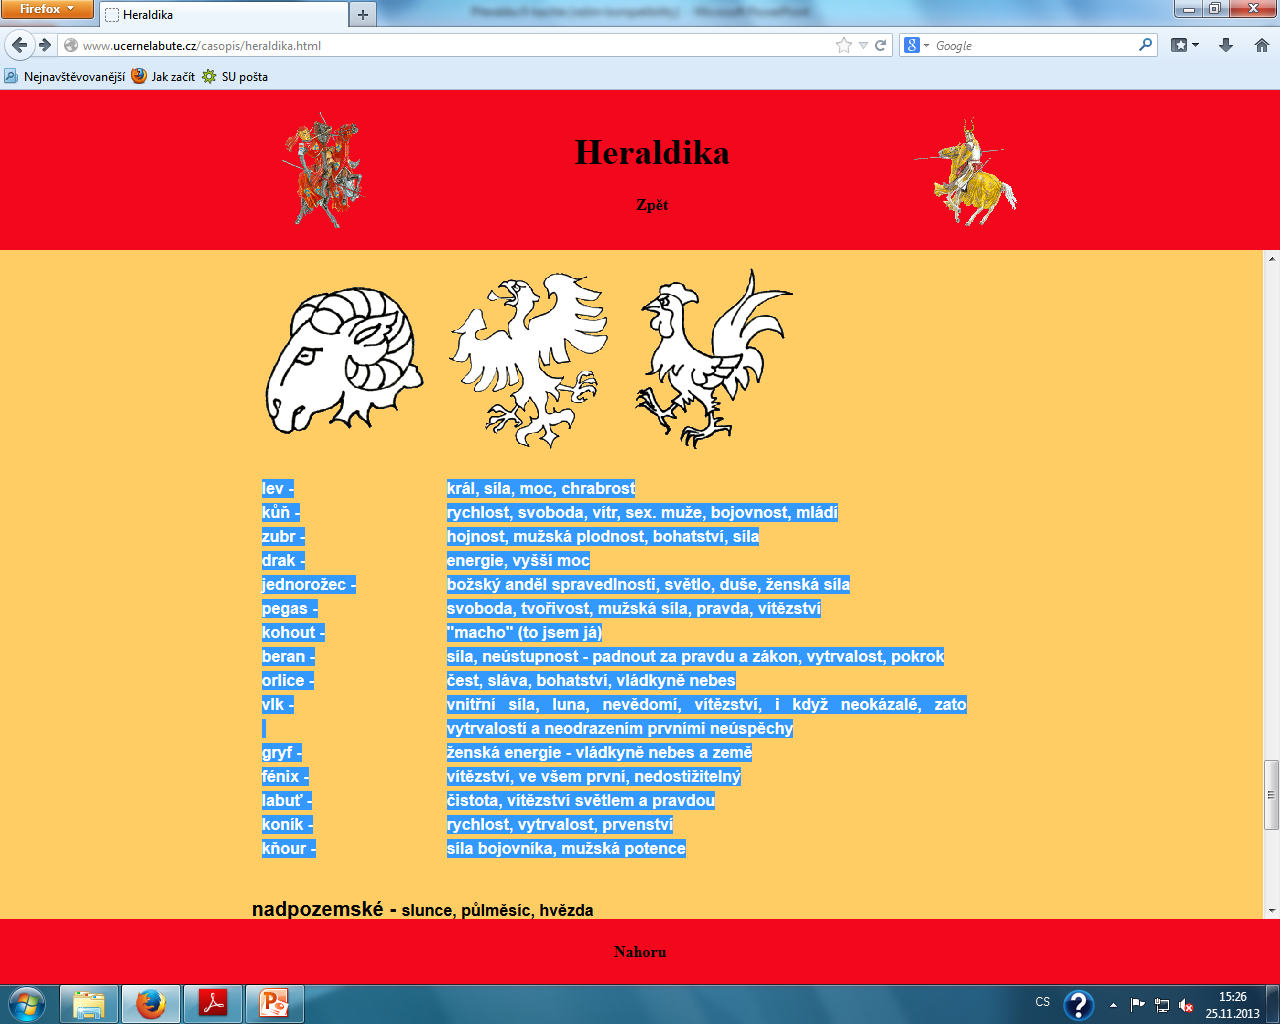 Firefox
Heraldika
www.ucernelabute.cz/casopis/heraldika.html
Google
Nejnavštěvovanější
Jak začít
SU pošta
Heraldika
Zpět
lev - král, síla, moc, chrabrost
kůň - rychlost, svoboda, vítr, sex. muže, bojovnost, mládí
zubr - hojnost, mužská plodnost, bohatství, síla
drak - energie, vyšší moc
jednorožec - božský anděl spravedlnosti, světlo, duše, ženská síla
pegas - svoboda, tvořivost, mužská síla, pravda, vítězství
kohout - "macho" (to jsem já)
beran - síla, neústupnost - padnout za pravdu a zákon, vytrvalost, pokrok
orlice - čest, sláva, bohatství, vládkyně nebes
vlk - vnitřní síla, luna, nevědomí, vítězství, i když neokázalé, zato
vytrvalostí a neodrazením prvními neúspěchy
gryf - ženská energie - vládkyně nebes a země
fénix - vítězství, ve všem první, nedostižitelný
labuť - čistota, vítězství světlem a pravdou
koník - rychlost, vytrvalost, prvenství
kňour - síla bojovníka, mužská potence
nadpozemské - slunce, půlměsíc, hvězda
Nahoru
CS
15:26
25.11.2013